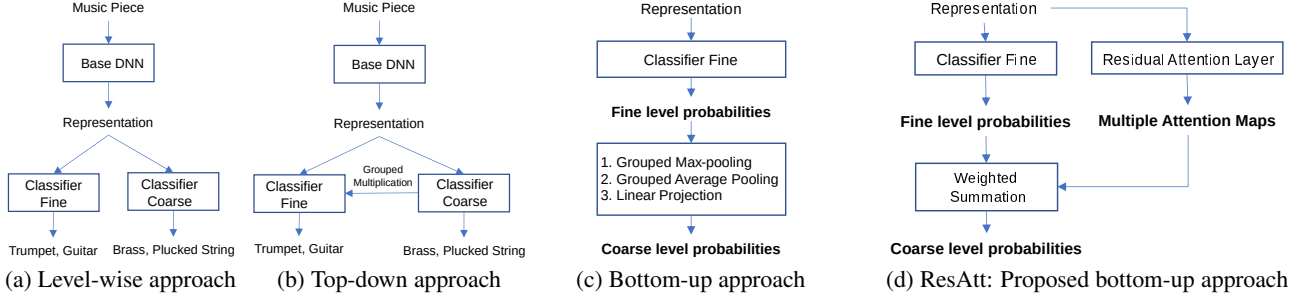 Music Piece
Base DNN
Representation
Classifier
Fine
Classifier
Coarse
Trumpet, Guitar
Brass, Plucked String
(a) Level-wise approach
Music Piece
Base DNN
Representation
Grouped
Multiplication
Classifier
Fine
Classifier
Coarse
Trumpet, Guitar
Brass, Plucked String
(b) Top-down approach
Representation
Classifier Fine
Fine level probabilities
1. Grouped Max-pooling
2. Grouped Average Pooling
3. Linear Projection
Coarse level probabilities
(c) Bottom-up approach
Representation
Classifier Fine
Residual Attention Layer
Fine level probabilities
Multiple Attention Maps
Weighted
Summation
Coarse level probabilities
(d) ResAtt: Proposed bottom-up approach